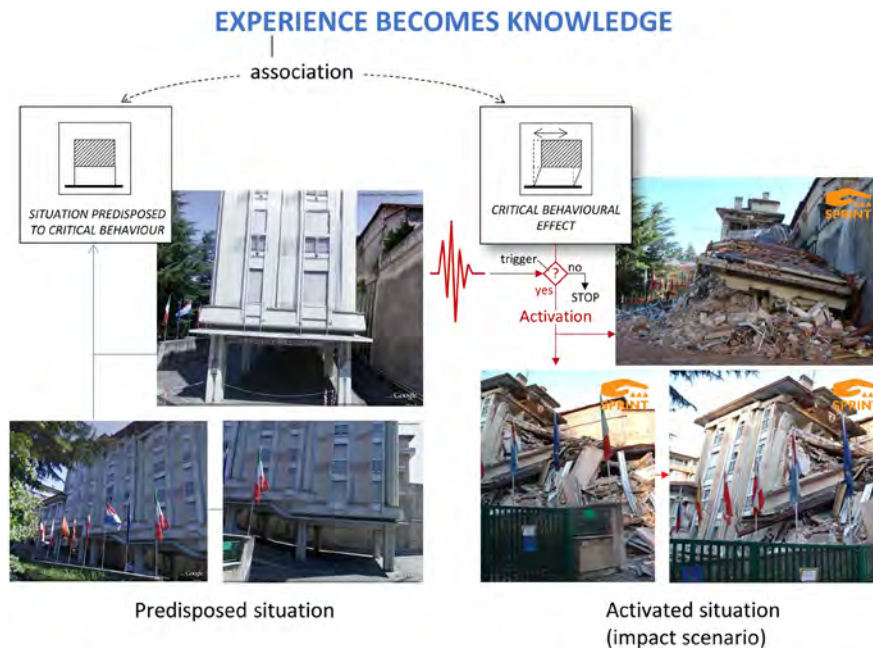 EXPERIENCE BECOMES KNOWLEDGE
association
SITUATION PREDISPOSED
TO CRITICAL BEHAVIOUR
CRITICAL BEHAVIOURAL
EFFECT
SPRINT
trigger
?
no
yes
STOP
Activation
Google
SPRINT
SPRINT
Google
Predisposed situation
Activated situation
(impact scenario)